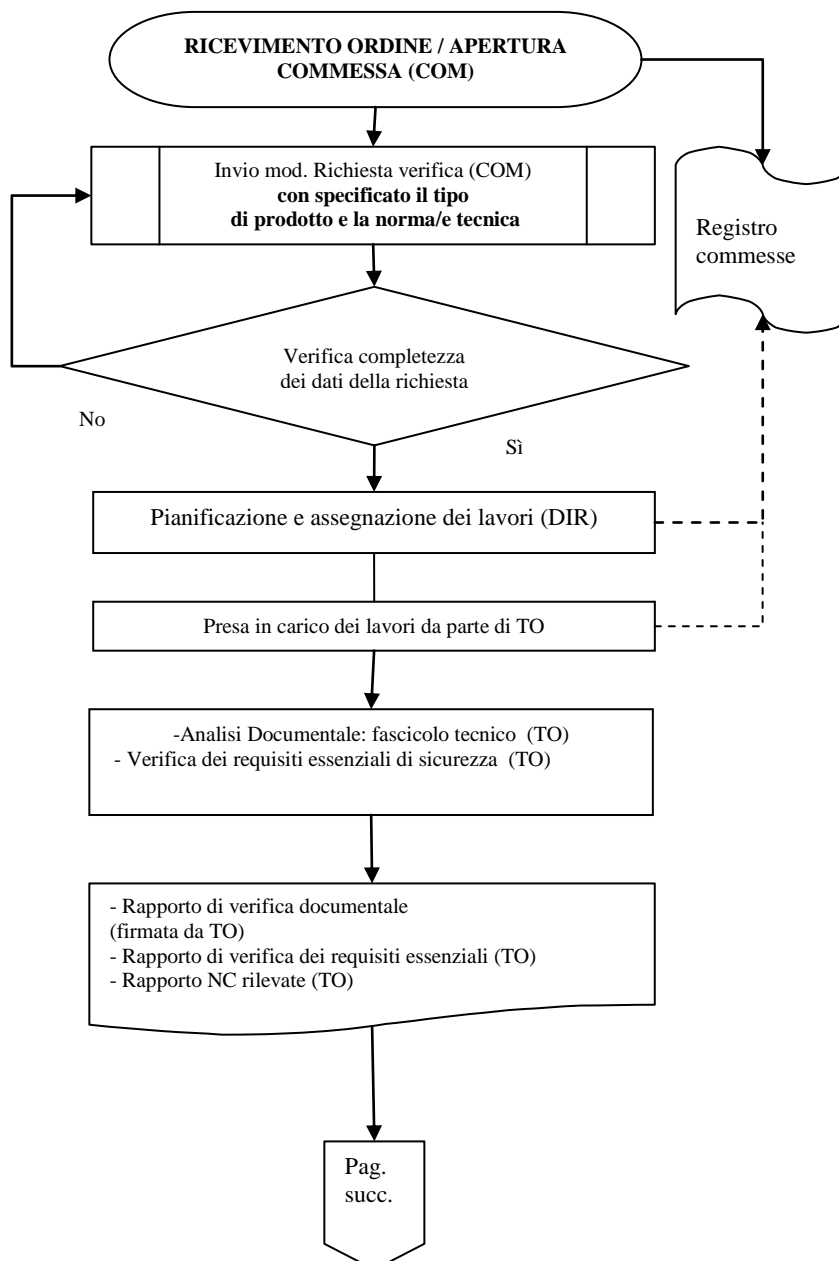 RICEVIMENTO ORDINE / APERTURA
COMMESSA (COM)
Invio mod. Richiesta verifica (COM)
con specificato il tipo
di prodotto e la norma/e tecnica
Registro
commesse
Verifica completezza
dei dati della richiesta
No
Sì
Pianificazione e assegnazione dei lavori (DIR)
Presa in carico dei lavori da parte di TO
-Analisi Documentale: fascicolo tecnico (TO)
- Verifica dei requisiti essenziali di sicurezza (TO)
- Rapporto di verifica documentale
(firmata da TO)
- Rapporto di verifica dei requisiti essenziali (TO)
- Rapporto NC rilevate (TO)
Pag.
succ.